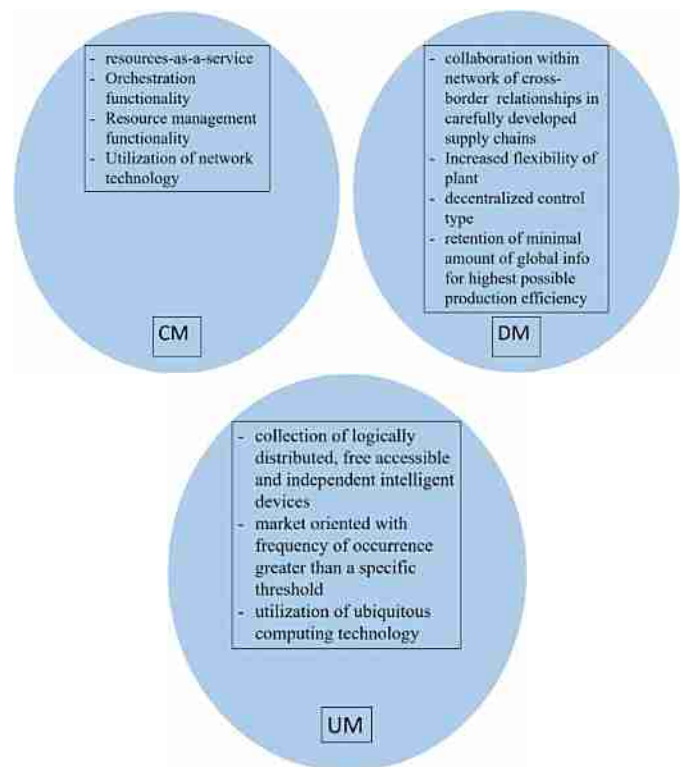 - resources-as-a-service
- Orchestration
functionality
- Resource management
functionality
- Utilization of network
technology
CM
- collaboration within
network of cross-
border relationships in
carefully developed
supply chains
- Increased flexibility of
plant
- decentralized control
type
- retention of minimal
amount of global info
for highest possible
production efficiency
DM
- collection of logically
distributed, free accessible
and independent intelligent
devices
- market oriented with
frequency of occurrence
greater than a specific
threshold
- utilization of ubiquitous
computing technology
UM